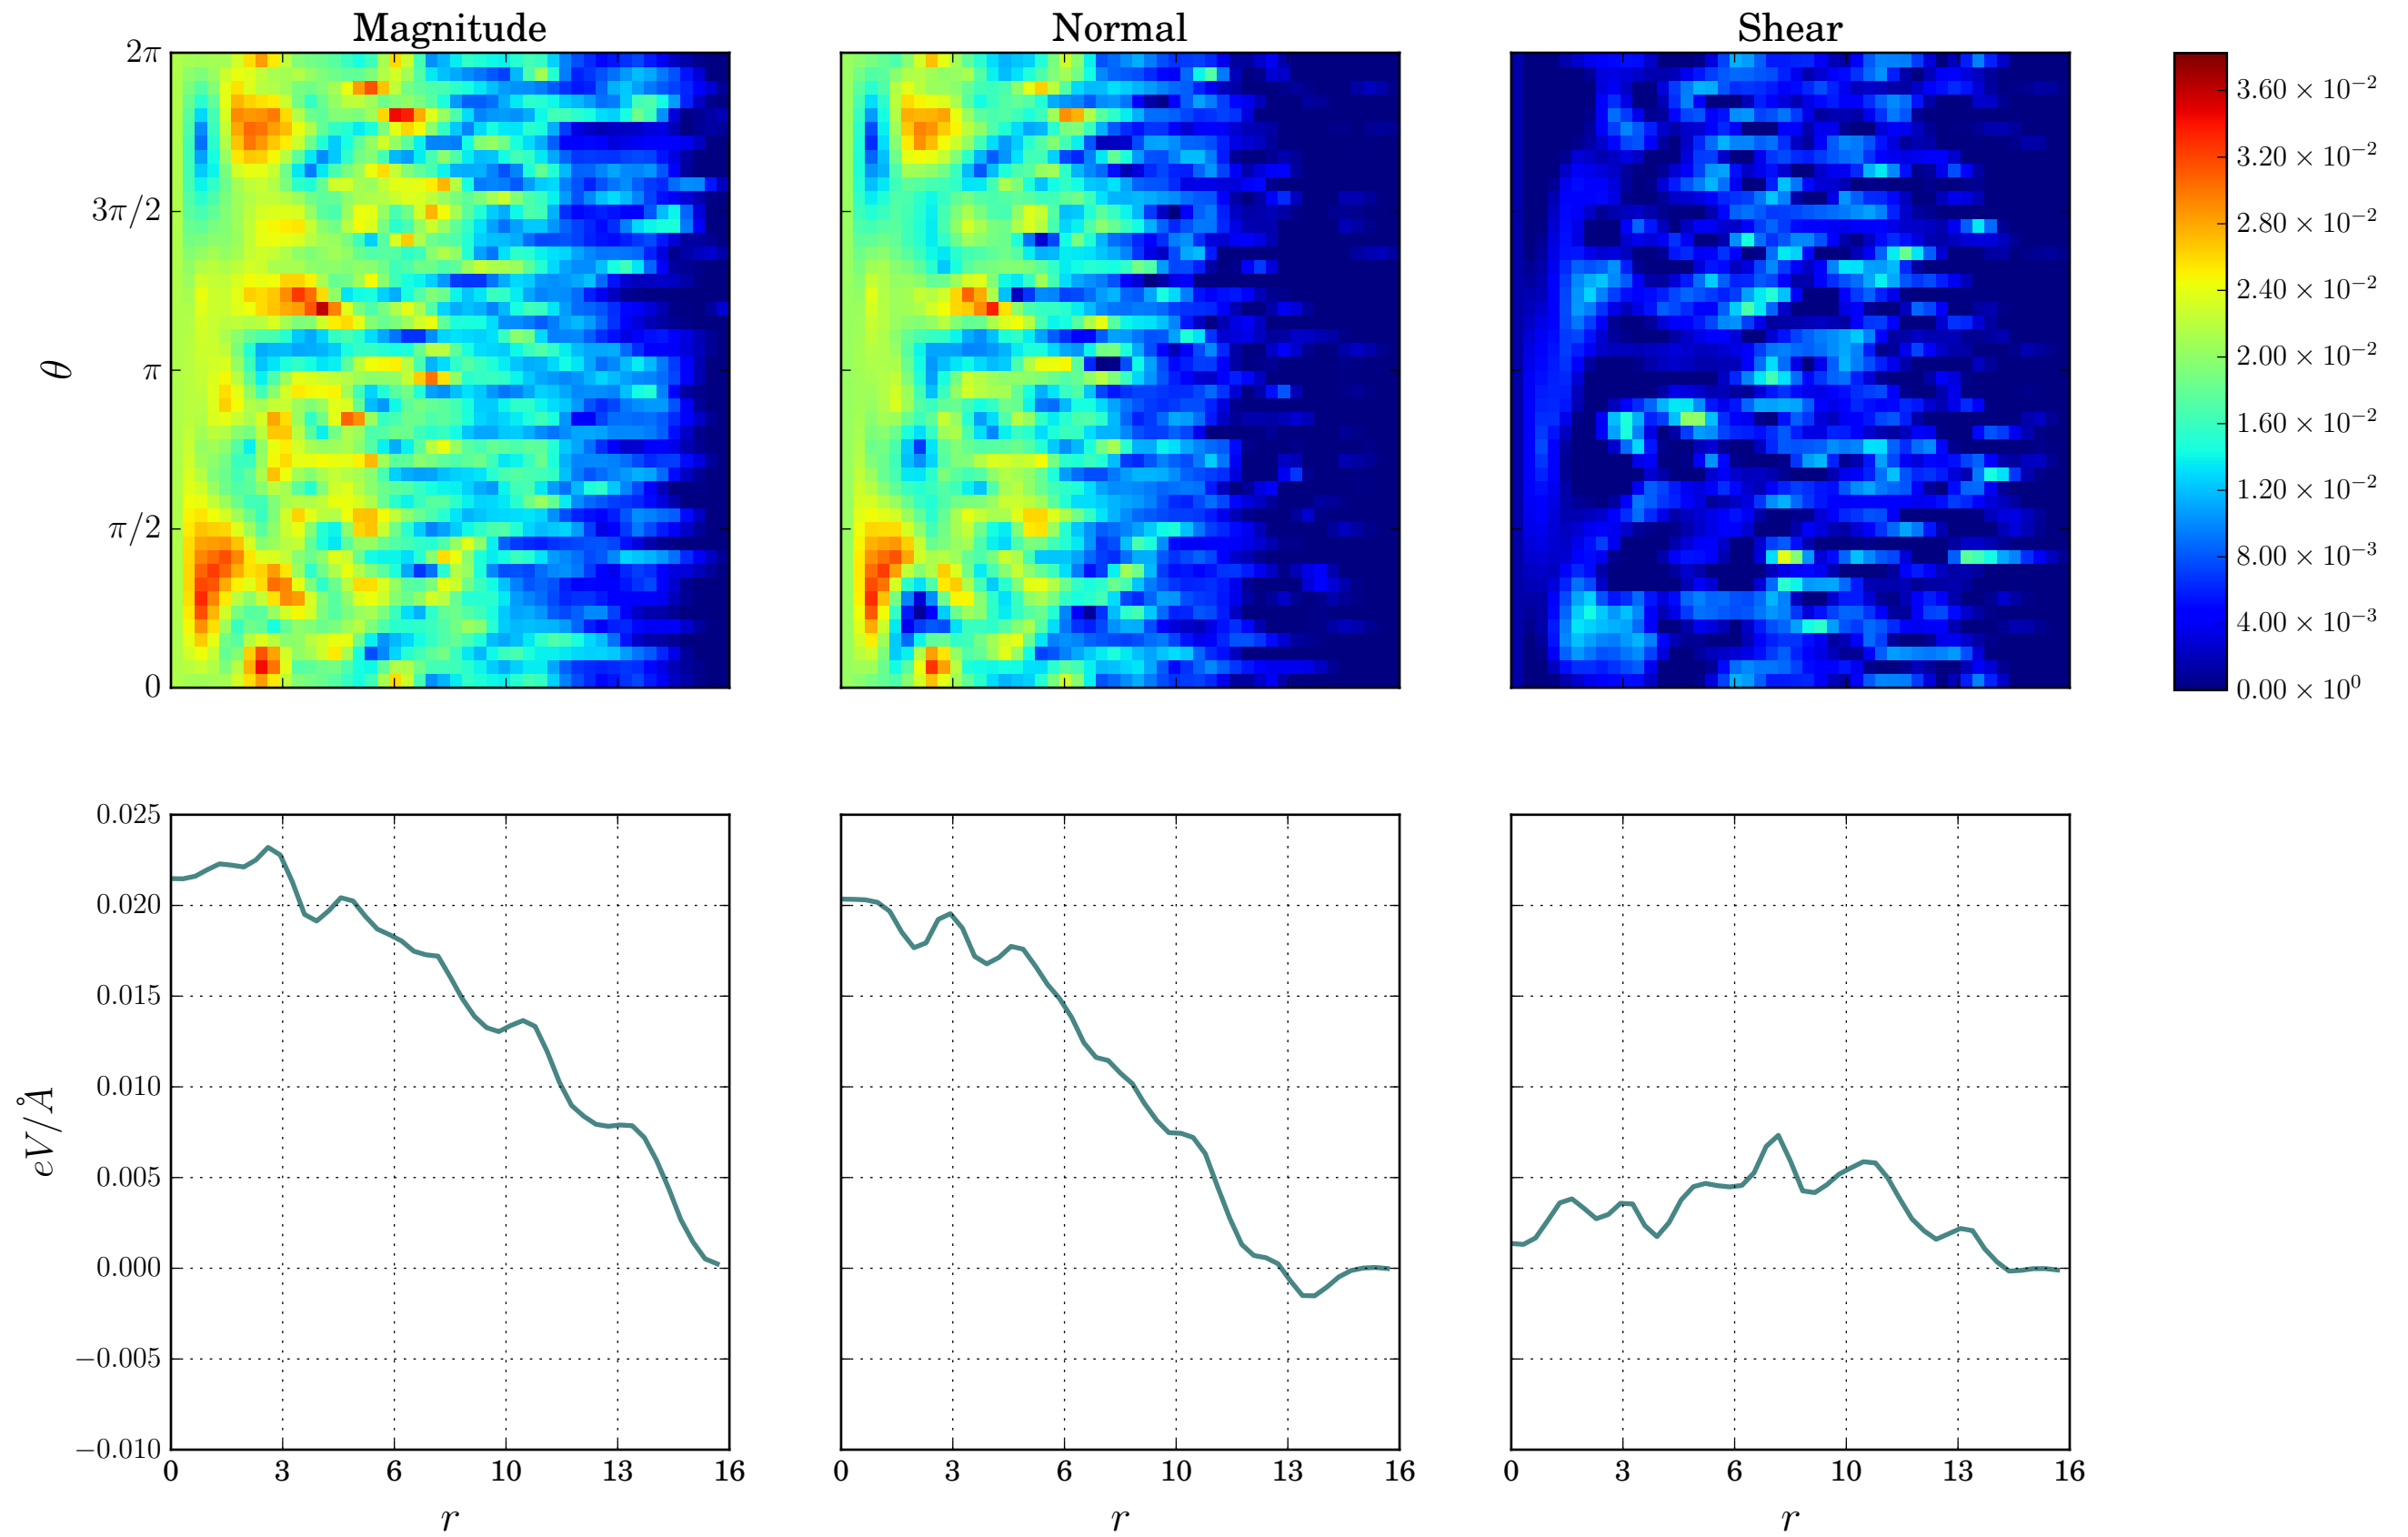 Magnitude Normal Shear
2π
3π/2
π
π/2
0
θ
3.60 × 10⁻²
3.20 × 10⁻²
2.80 × 10⁻²
2.40 × 10⁻²
2.00 × 10⁻²
1.60 × 10⁻²
1.20 × 10⁻²
8.00 × 10⁻³
4.00 × 10⁻³
0.00 × 10⁰
0.025
0.020
0.015
0.010
0.005
0.000
−0.005
−0.010
eV/Å
0 3 6 10 13 16 0 3 6 10 13 16 0 3 6 10 13 16
r r r